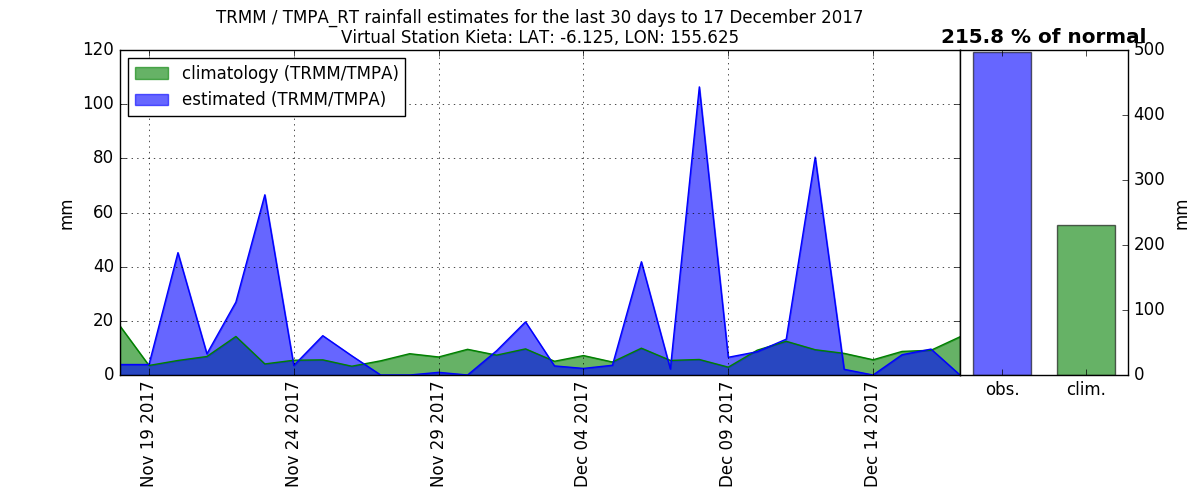 TRMM / TMPA_RT rainfall estimates for the last 30 days to 17 December 2017
Virtual Station Kieta: LAT: -6.125, LON: 155.625
215.8 % of normal
climatology (TRMM/TMPA)
estimated (TRMM/TMPA)
120
100
80
60
40
20
0
mm
Nov 19 2017
Nov 24 2017
Nov 29 2017
Dec 04 2017
Dec 09 2017
Dec 14 2017
obs.
clim.
500
400
300
200
100
0
mm